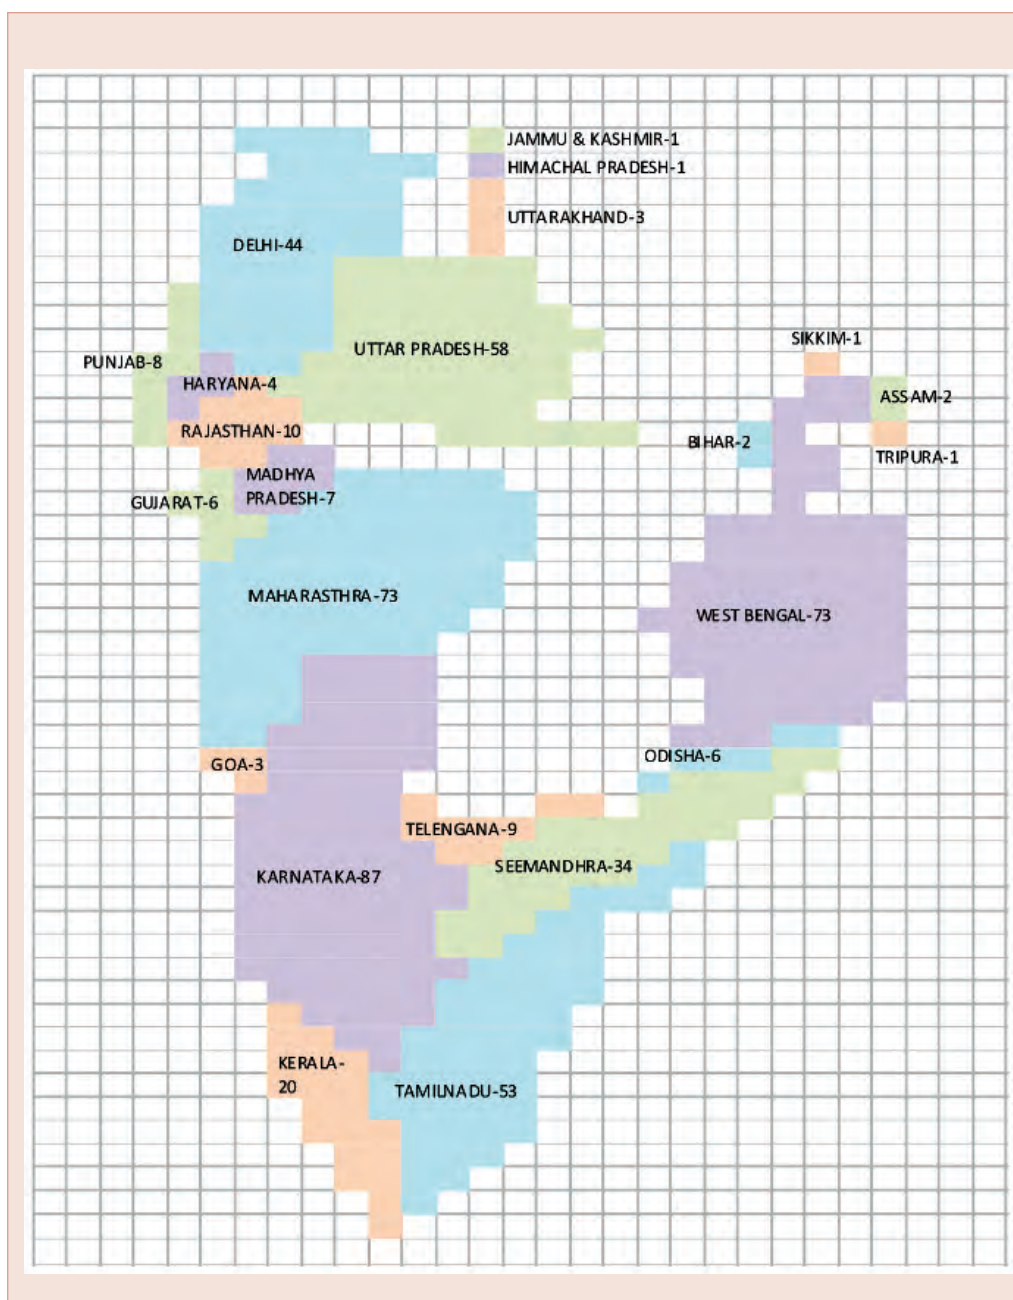 JAMMU & KASHMIR-1
HIMACHAL PRADESH-1
UTTARAKHAND-3
DELHI-44
SIKKIM-1
UTTAR PRADESH-58
PUNJAB-8
HARYANA-4
ASSAM-2
RAJASTHAN-10
BIHAR-2
TRIPURA-1
MADHYA
PRADESH-7
GUJARAT-6
MAHARASTHRA-73
WEST BENGAL-73
ODISHA-6
GOA-3
TELENGANA-9
SEEMANDHRA-34
KARNATAKA-87
KERALA-
20
TAMILNADU-53